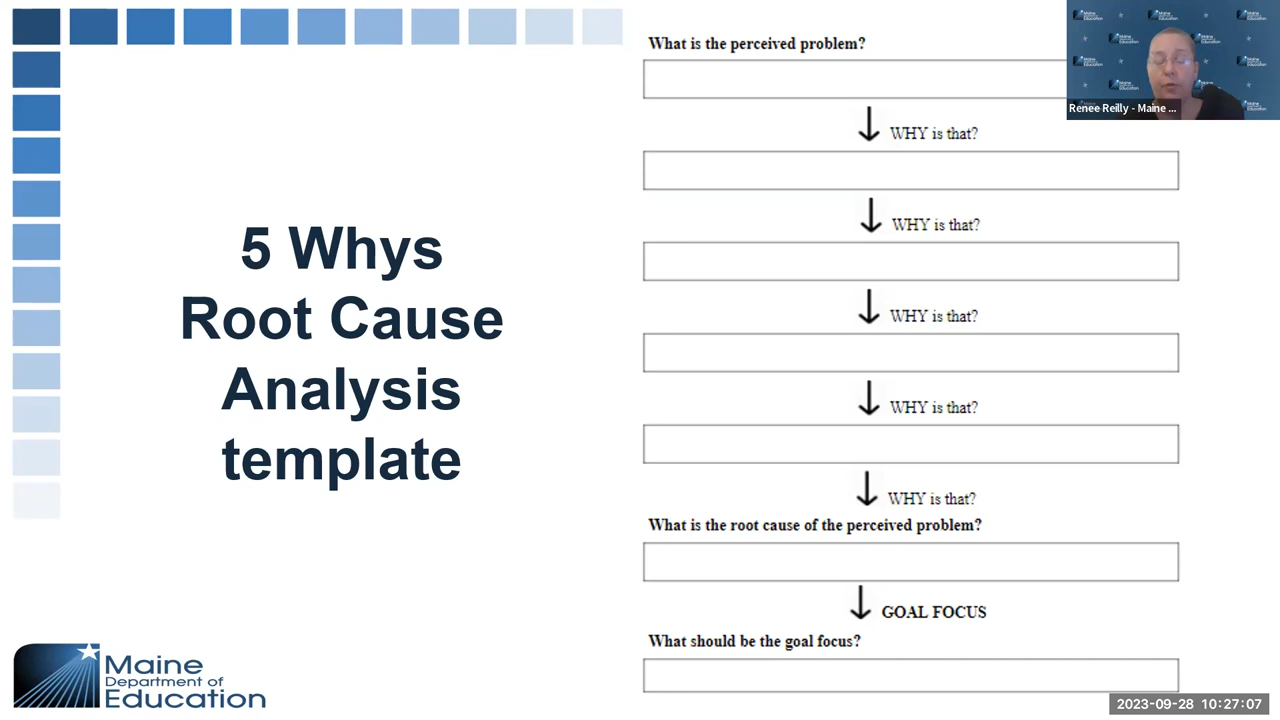 5 Whys
Root Cause
Analysis
template
Maine
Department of
Education
What is the perceived problem?
WHY is that?
WHY is that?
WHY is that?
WHY is that?
WHY is that?
What is the root cause of the perceived problem?
GOAL FOCUS
What should be the goal focus?
Renee Reilly - Maine ...
2023-09-28 10:27:07